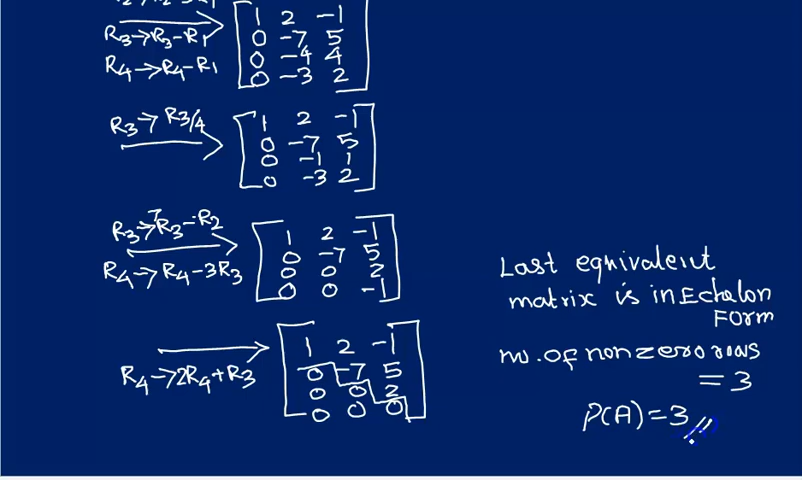 R3→R3-R1
R4→R4-R1
1 2 -1
0 -7 5
0 -4 4
0 -3 2
R3→R3/4
1 2 -1
0 -7 5
0 -1 1
0 -3 2
R3→7R3-R2
R4→R4-3R3
1 2 -1
0 -7 5
0 0 2
0 0 -1
R4→2R4+R3
1 2 -1
0 -7 5
0 0 2
0 0 0
Last equivalent
matrix is in Echelon
Form
no. of nonzero rows
= 3
ρ(A)=3